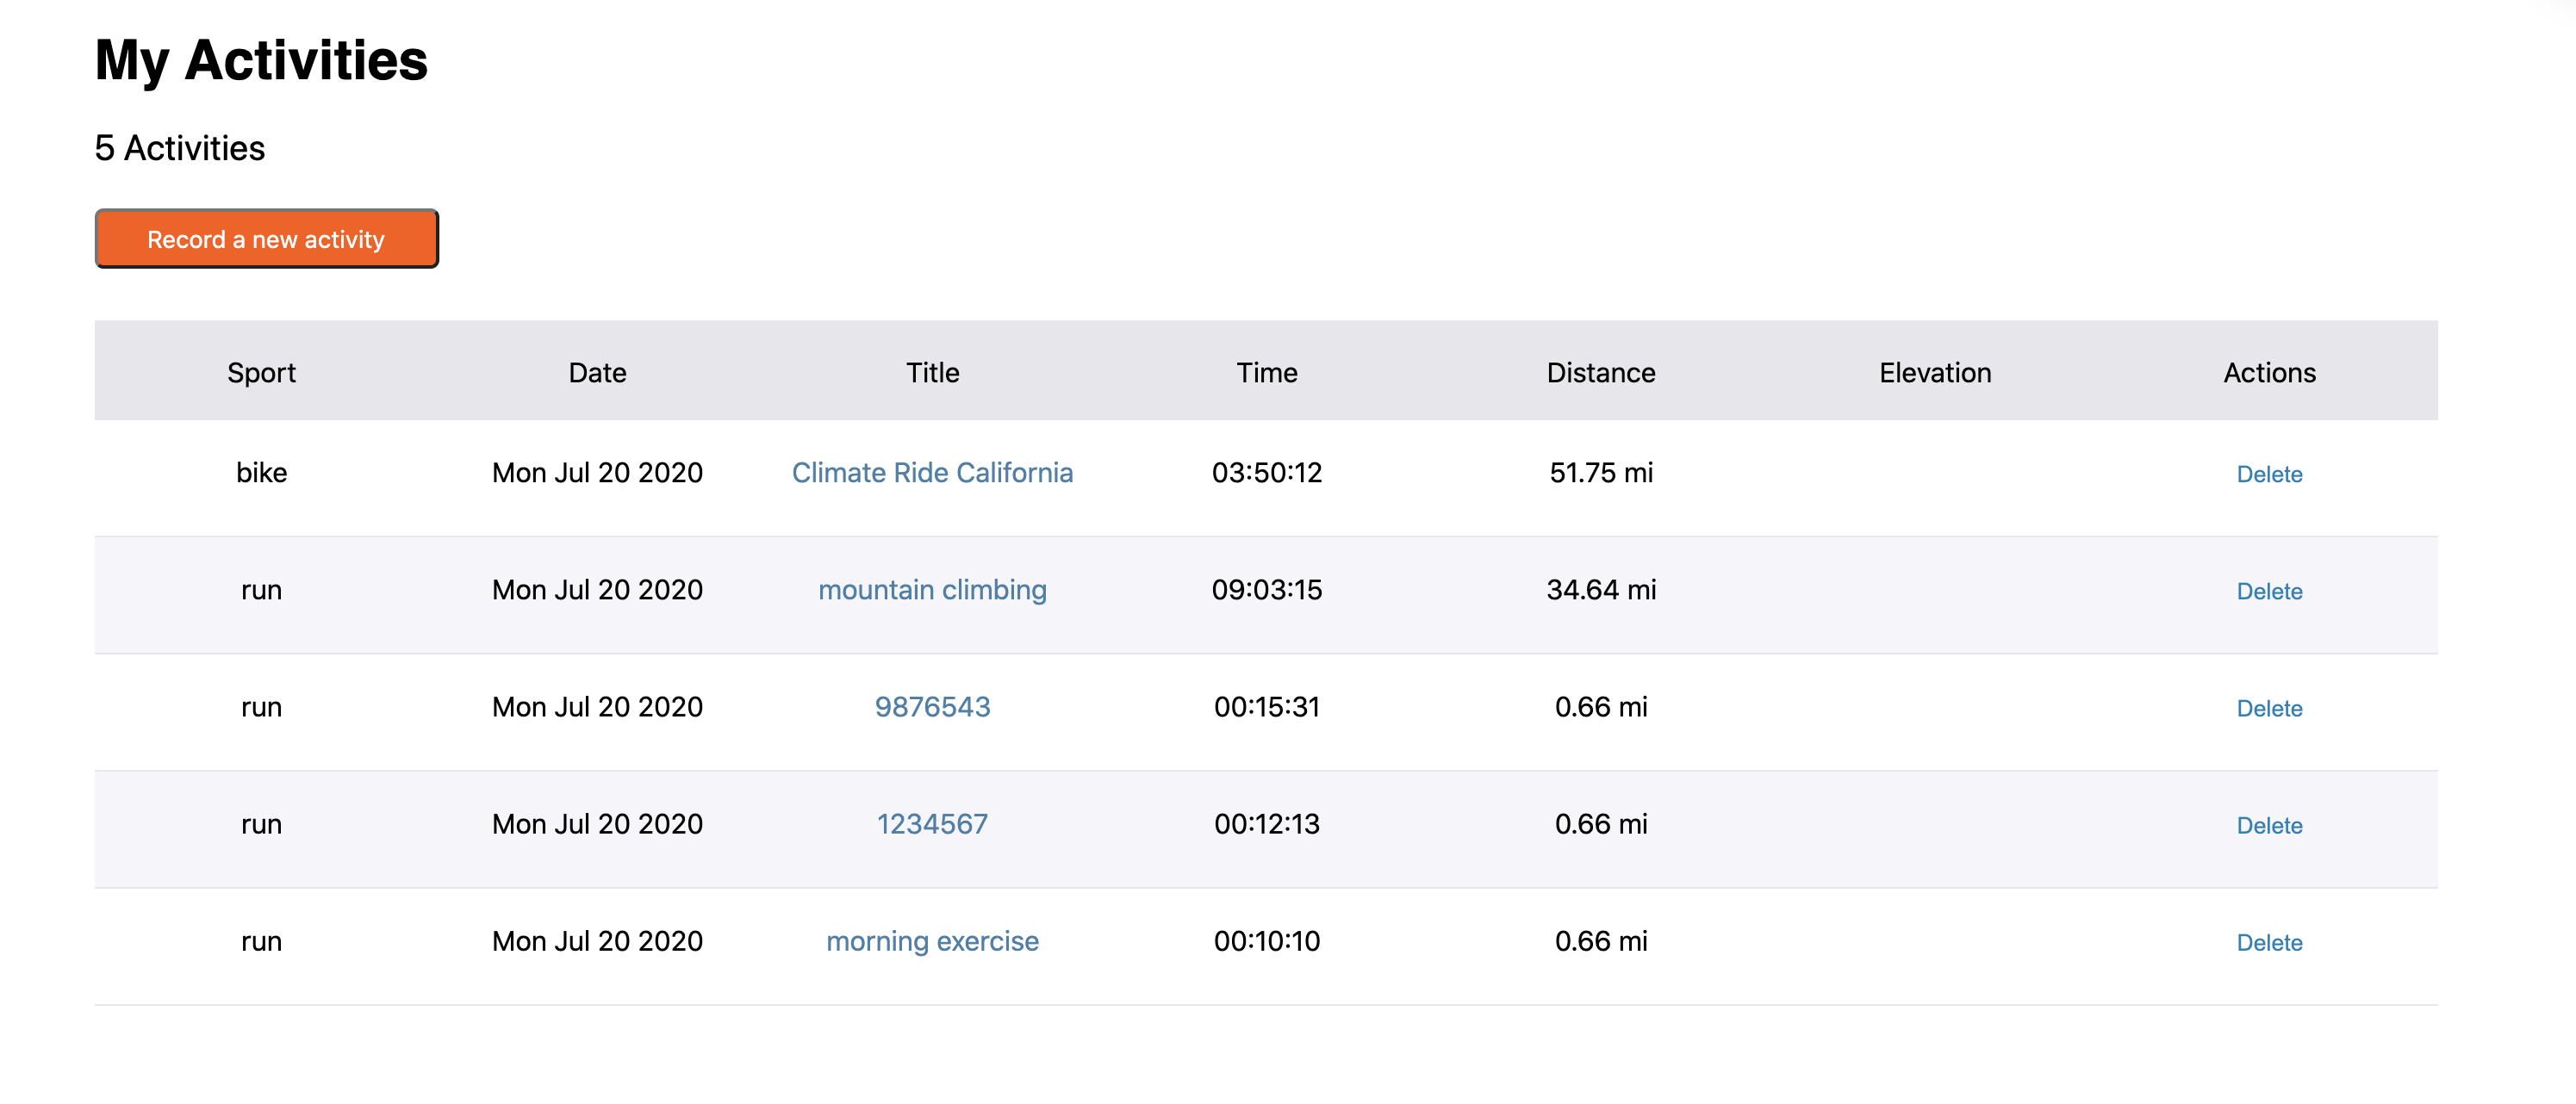 My Activities
5 Activities
Record a new activity
Sport Date Title Time Distance Elevation Actions
bike Mon Jul 20 2020 Climate Ride California 03:50:12 51.75 mi Delete
run Mon Jul 20 2020 mountain climbing 09:03:15 34.64 mi Delete
run Mon Jul 20 2020 9876543 00:15:31 0.66 mi Delete
run Mon Jul 20 2020 1234567 00:12:13 0.66 mi Delete
run Mon Jul 20 2020 morning exercise 00:10:10 0.66 mi Delete